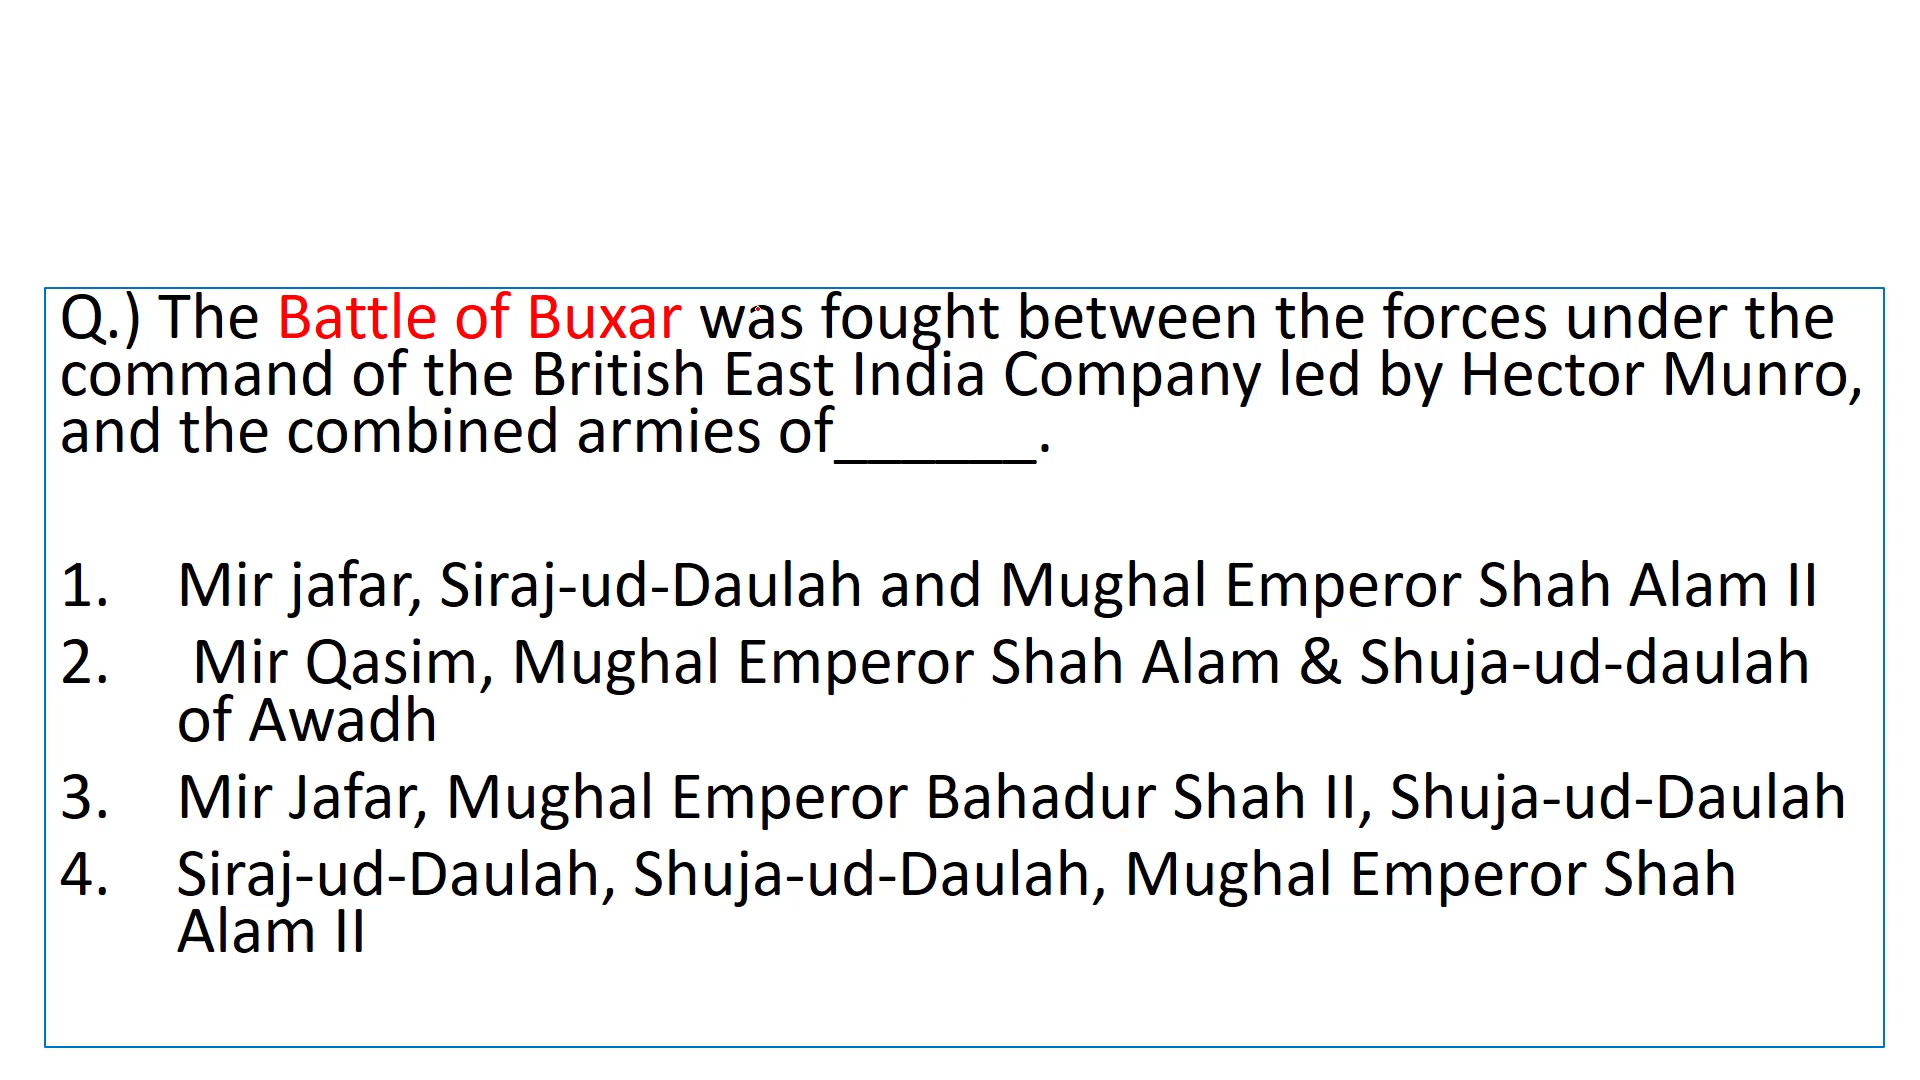 Q.) The Battle of Buxar was fought between the forces under the
command of the British East India Company led by Hector Munro,
and the combined armies of______.
1. Mir jafar, Siraj-ud-Daulah and Mughal Emperor Shah Alam II
2. Mir Qasim, Mughal Emperor Shah Alam & Shuja-ud-daulah
of Awadh
3. Mir Jafar, Mughal Emperor Bahadur Shah II, Shuja-ud-Daulah
4. Siraj-ud-Daulah, Shuja-ud-Daulah, Mughal Emperor Shah
Alam II